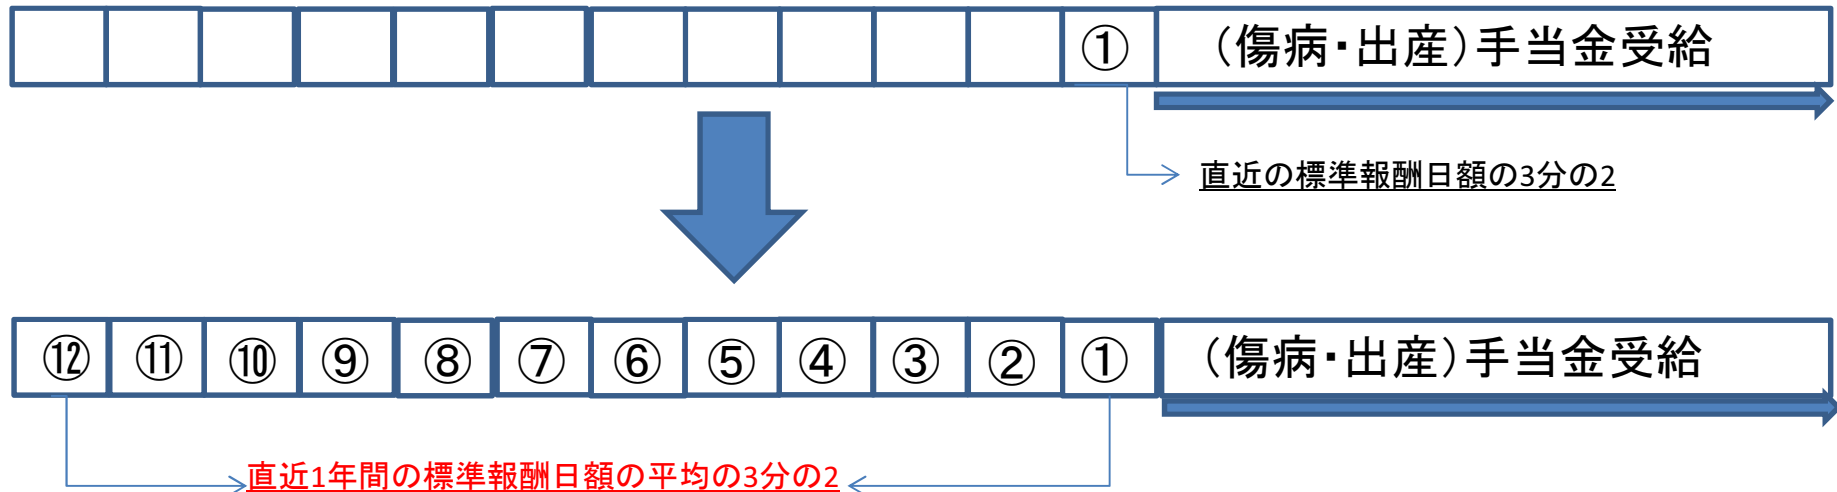 ① (傷病・出産)手当金受給
直近の標準報酬日額の3分の2
⑫ ⑪ ⑩ ⑨ ⑧ ⑦ ⑥ ⑤ ④ ③ ② ① (傷病・出産)手当金受給
直近1年間の標準報酬日額の平均の3分の2